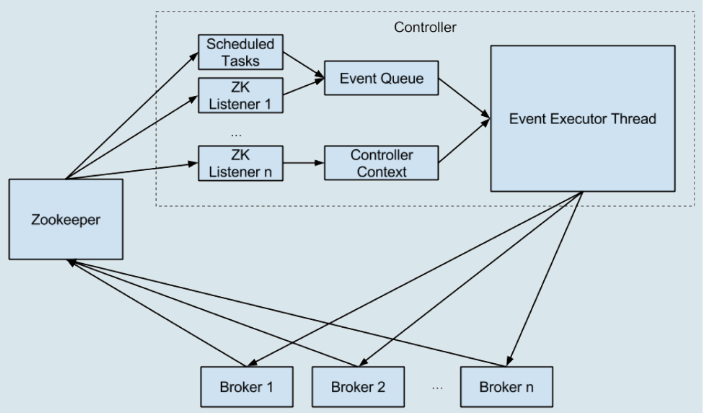 Controller
Scheduled
Tasks
ZK
Listener 1
...
ZK
Listener n
Event Queue
Controller
Context
Event Executor Thread
Zookeeper
Broker 1
Broker 2
...
Broker n